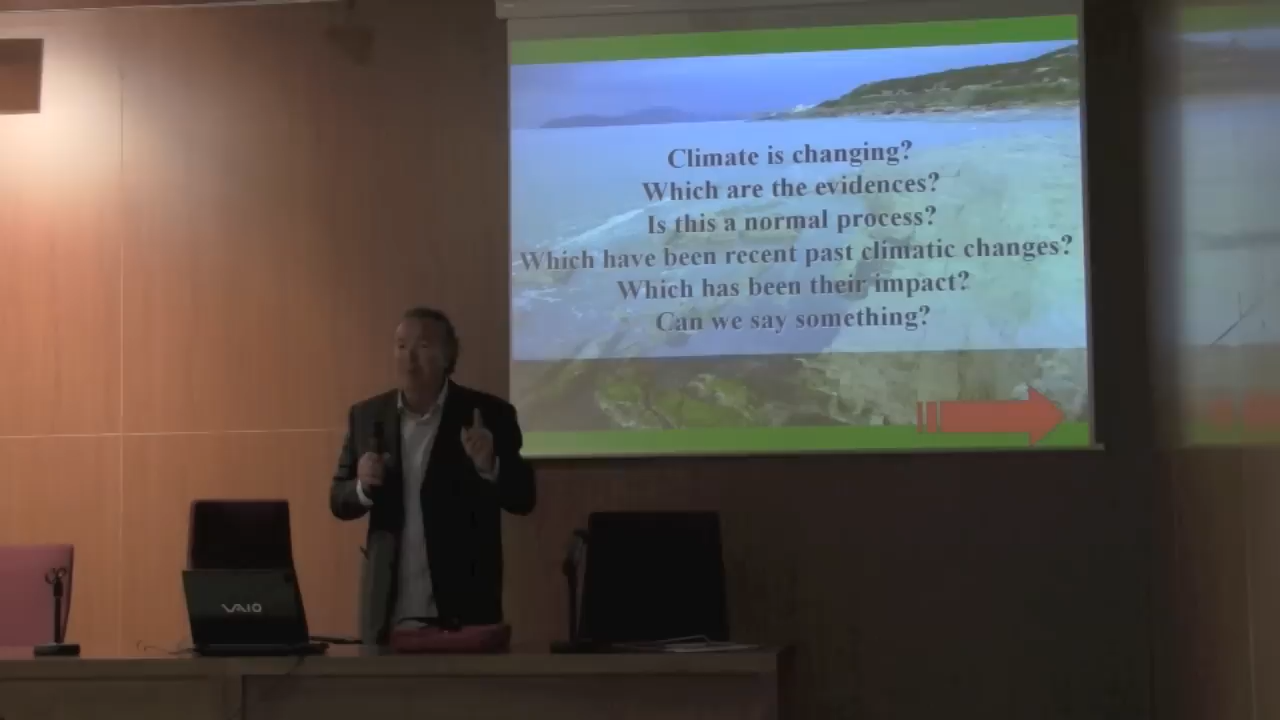 Climate is changing?
Which are the evidences?
Is this a normal process?
Which have been recent past climatic changes?
Which has been their impact?
Can we say something?
VAIO